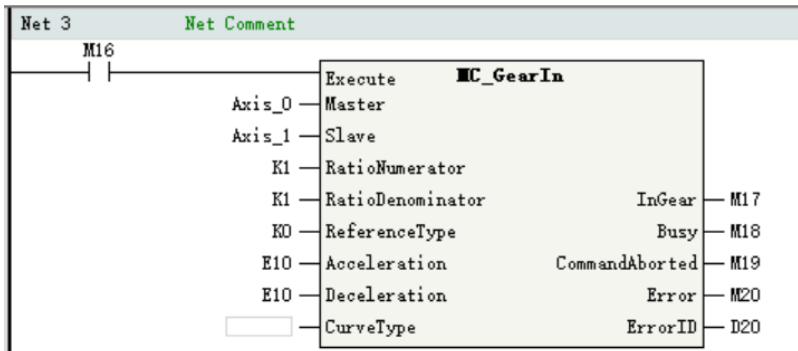 Net 3 Net Comment
M16
Execute MC_GearIn
Axis_0 Master
Axis_1 Slave
K1 RatioNumerator
K1 RatioDenominator InGear M17
K0 ReferenceType Busy M18
E10 Acceleration CommandAborted M19
E10 Deceleration Error M20
CurveType ErrorID D20